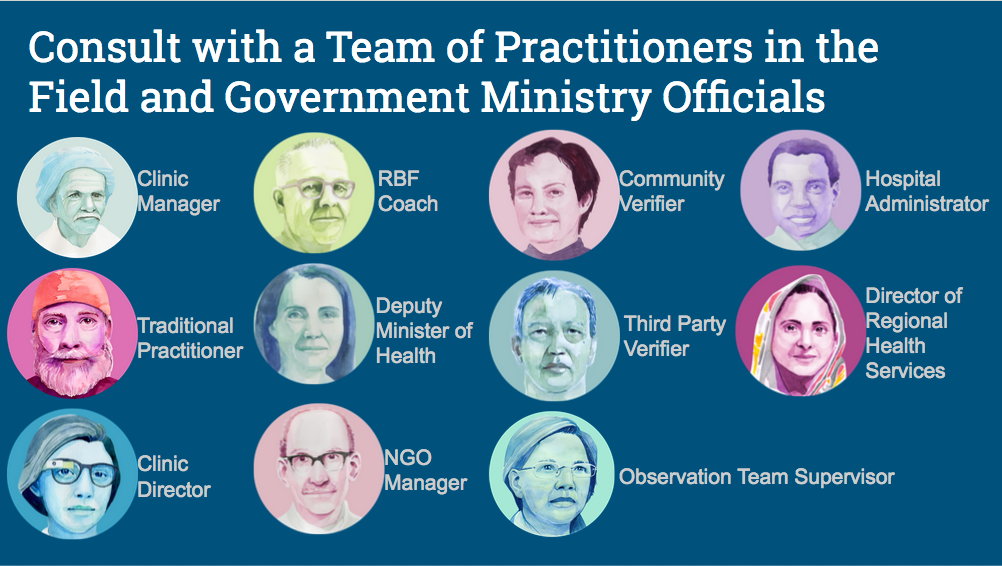 Consult with a Team of Practitioners in the
Field and Government Ministry Officials
Clinic
Manager
RBF
Coach
Community
Verifier
Hospital
Administrator
Traditional
Practitioner
Deputy
Minister of
Health
Third Party
Verifier
Director of
Regional
Health
Services
Clinic
Director
NGO
Manager
Observation Team Supervisor